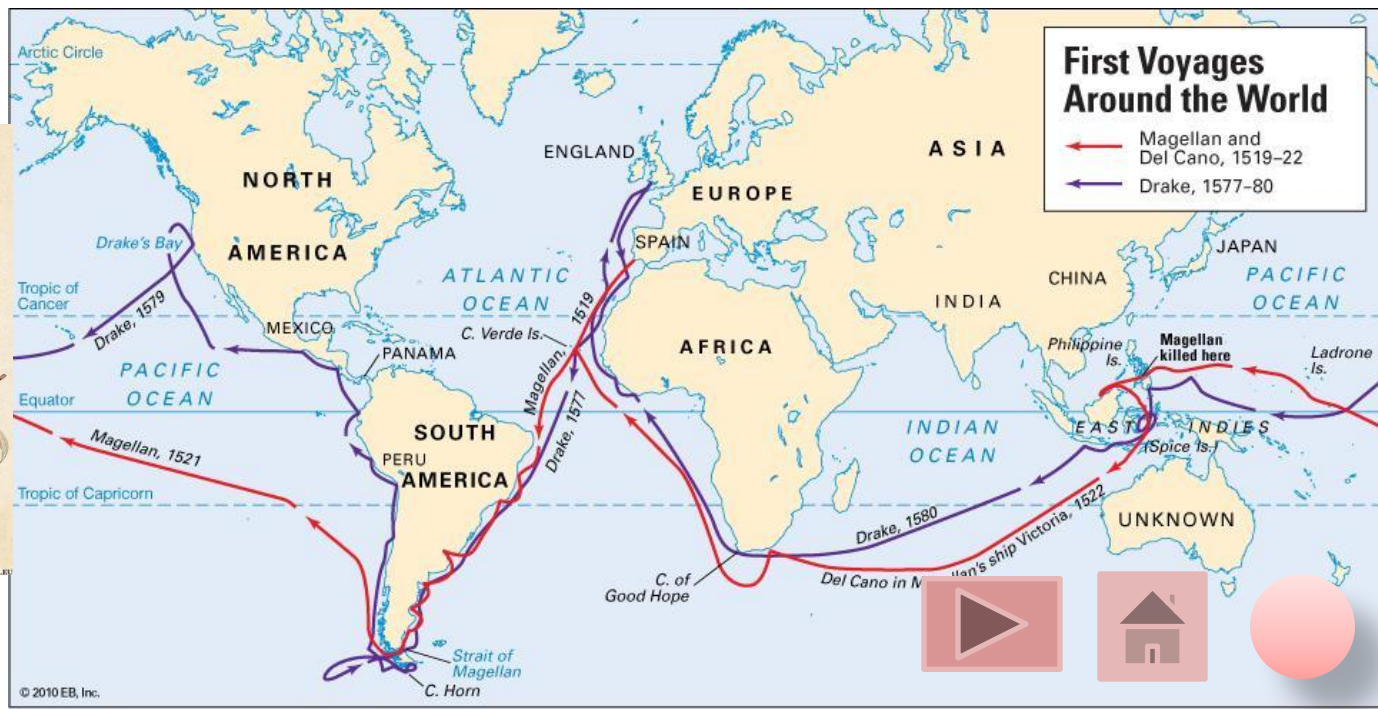 First Voyages
Around the World
Magellan and
Del Cano, 1519–22
Drake, 1577–80
Arctic Circle
ENGLAND
ASIA
NORTH
AMERICA
EUROPE
Drake's Bay
SPAIN
JAPAN
ATLANTIC
OCEAN
CHINA
PACIFIC
OCEAN
Tropic of
Cancer
Drake, 1579
INDIA
MEXICO
C. Verde Is.
1519
Magellan,
AFRICA
Philippine
Is.
Magellan
killed here
Ladrone
Is.
PANAMA
PACIFIC
OCEAN
Equator
Drake, 1577
SOUTH
AMERICA
INDIAN
OCEAN
EAST INDIES
(Spice Is.)
Magellan, 1521
PERU
Tropic of Capricorn
UNKNOWN
Drake, 1580
Del Cano in ship Victoria, 1522
C. of
Good Hope
Strait of
Magellan
C. Horn
© 2010 EB, Inc.